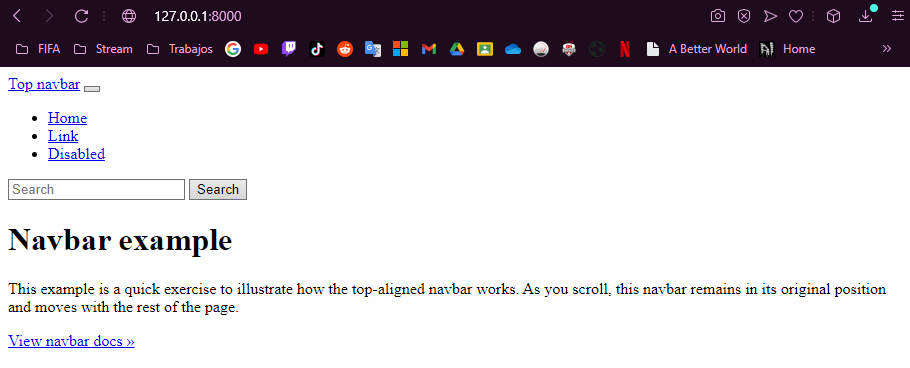 127.0.0.1:8000
FIFA Stream Trabajos A Better World Home »
Top navbar
Home
Link
Disabled
Search Search
Navbar example
This example is a quick exercise to illustrate how the top-aligned navbar works. As you scroll, this navbar remains in its original position
and moves with the rest of the page.
View navbar docs »